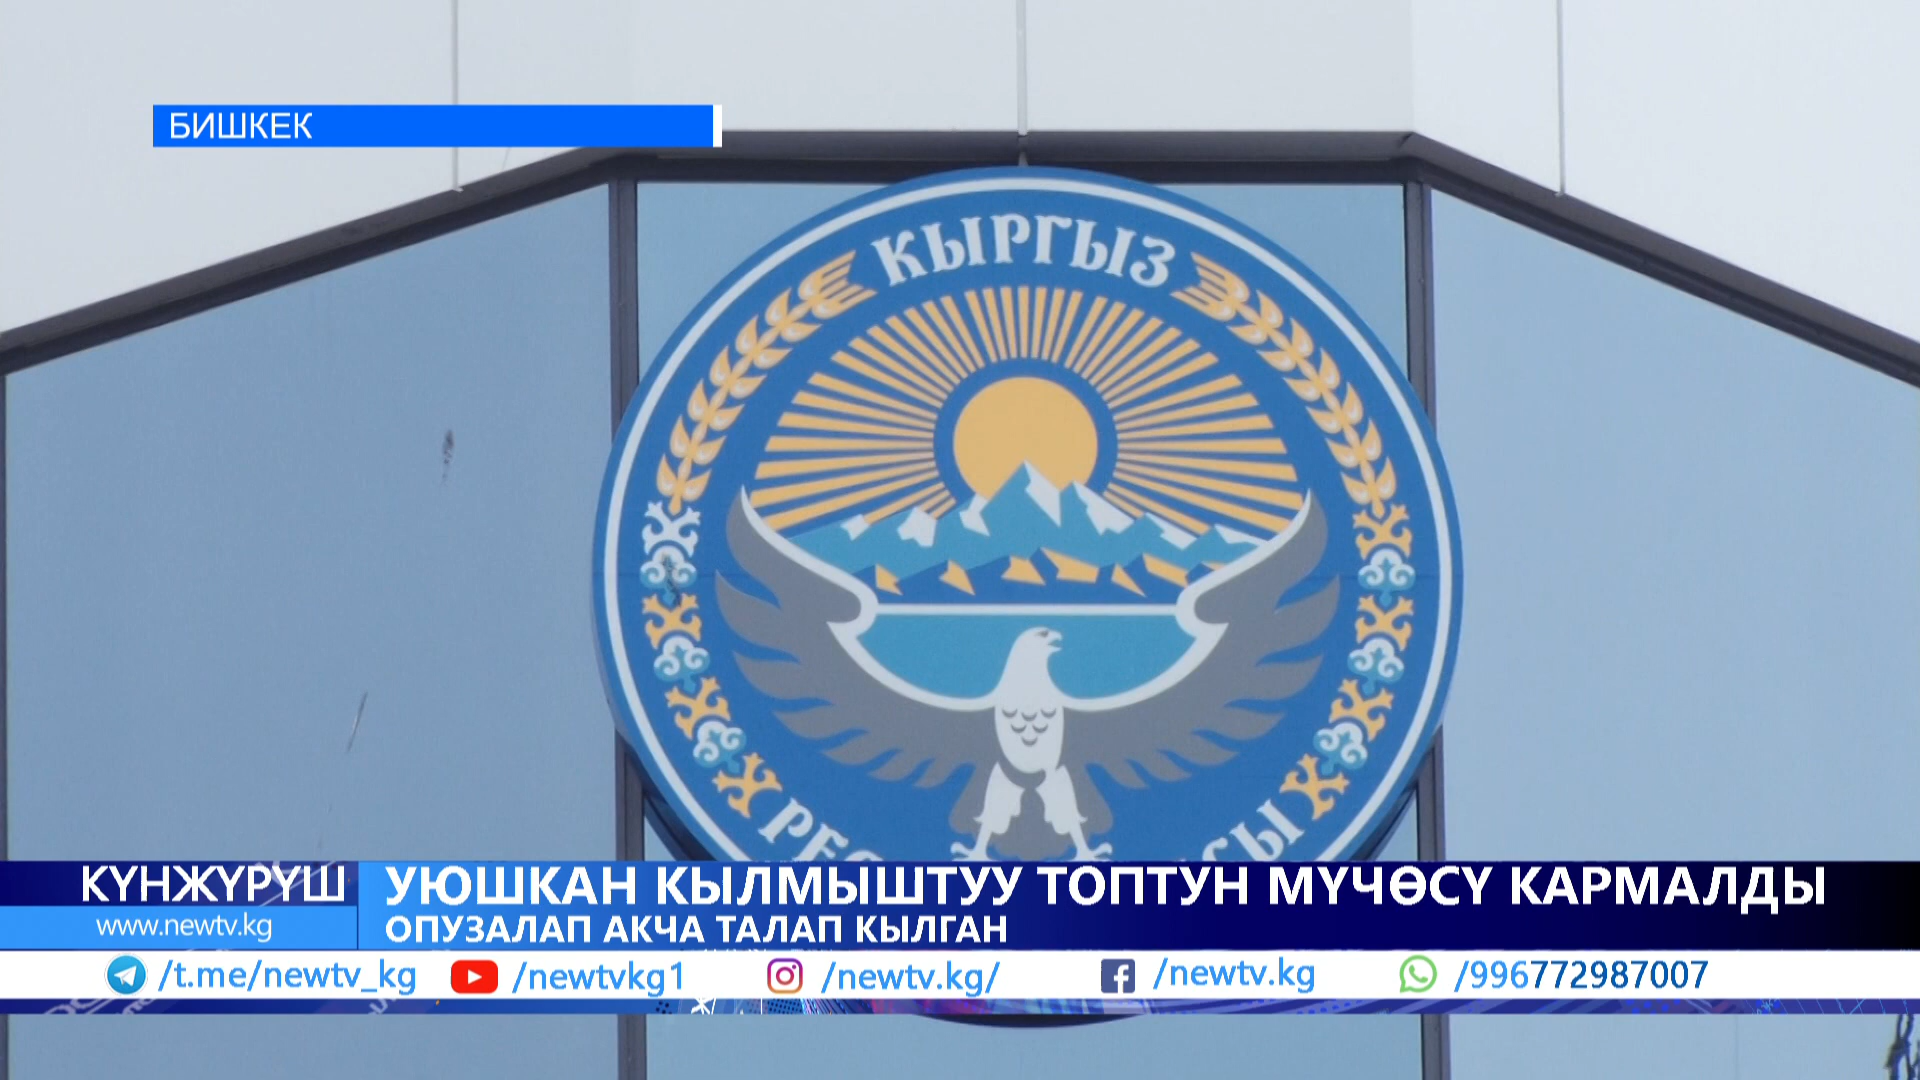 БИШКЕК
КЫРГЫЗ
КҮНЖҮРҮШ
www.newtv.kg
УЮШКАН КЫЛМЫШТУУ ТОПТУН МҮЧӨСҮ КАРМАЛДЫ
ОПУЗАЛАП АКЧА ТАЛАП КЫЛГАН
/t.me/newtv_kg
/newtvkg1
/newtv.kg/
/newtv.kg
/996772987007